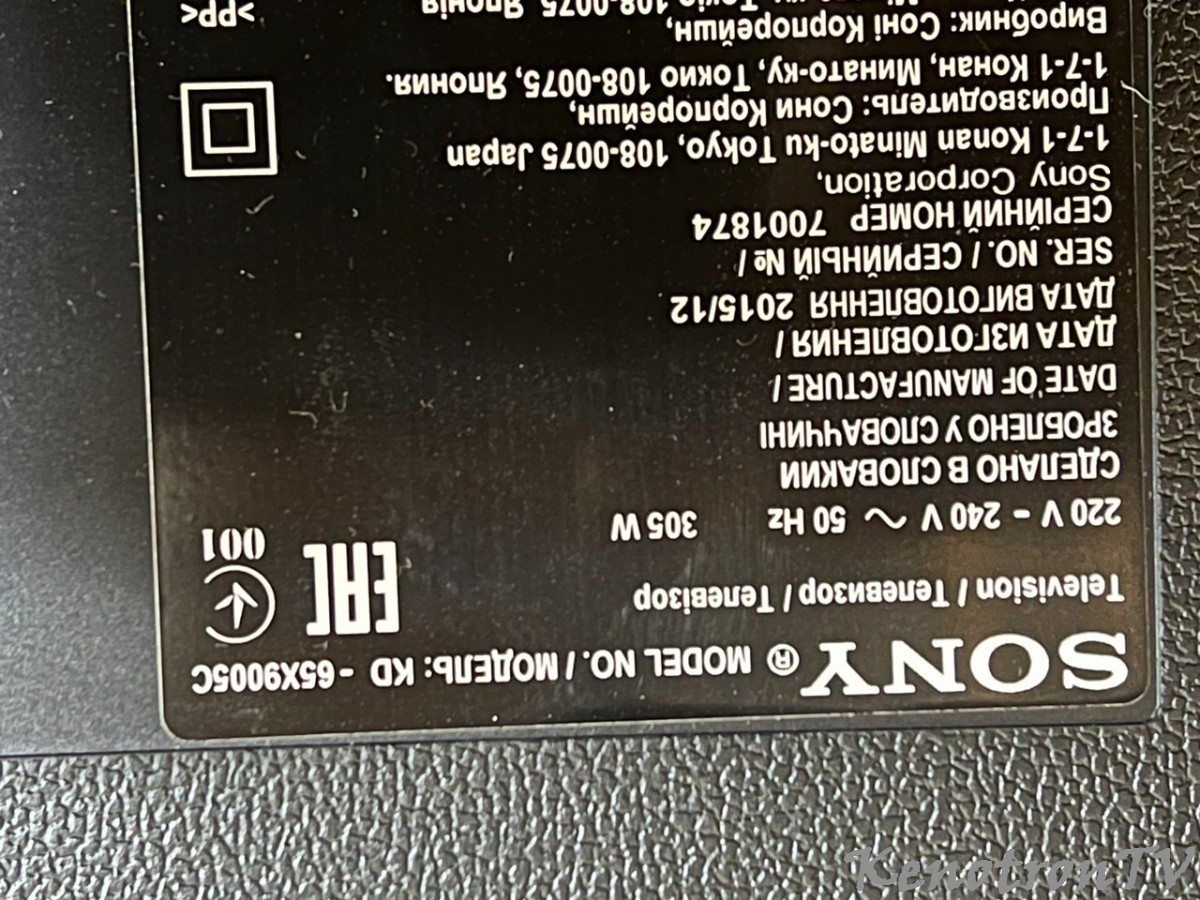 SONY ® MODEL NO. / МОДЕЛЬ: KD - 65X9005C
Television / Телевизор / Телевізор
EAC
001
220 V - 240 V ~ 50 Hz 305 W
СДЕЛАНО В СЛОВАКИИ
ЗРОБЛЕНО У СЛОВАЧЧИНІ
DATE OF MANUFACTURE /
ДАТА ИЗГОТОВЛЕНИЯ /
ДАТА ВИГОТОВЛЕННЯ 2015/12
SER. NO. / СЕРИЙНЫЙ № /
СЕРІЙНИЙ НОМЕР 7001874
Sony Corporation,
1-7-1 Konan Minato-ku Tokyo, 108-0075 Japan
Производитель: Сони Корпорейшн,
1-7-1 Конан, Минато-ку, Токио 108-0075, Япония.
Виробник: Соні Корпорейшн,
108-0075, Японія
>PP<
KenotronTV